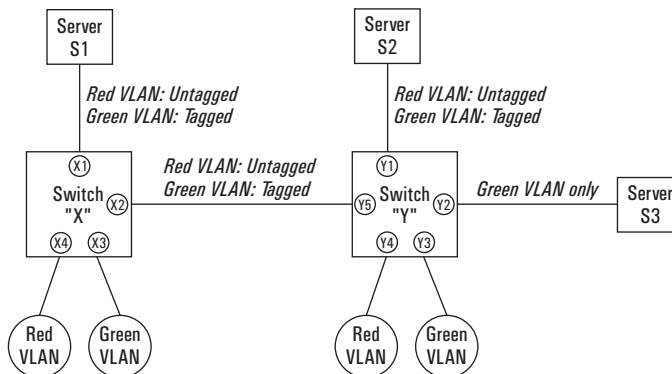 Server
S1
Server
S2
Red VLAN: Untagged
Green VLAN: Tagged
Red VLAN: Untagged
Green VLAN: Tagged
X1
Red VLAN: Untagged
Green VLAN: Tagged
Y1
Switch
"X"
X2
Y5
Switch
"Y"
Y2
Green VLAN only
Server
S3
X4
X3
Y4
Y3
Red
VLAN
Green
VLAN
Red
VLAN
Green
VLAN